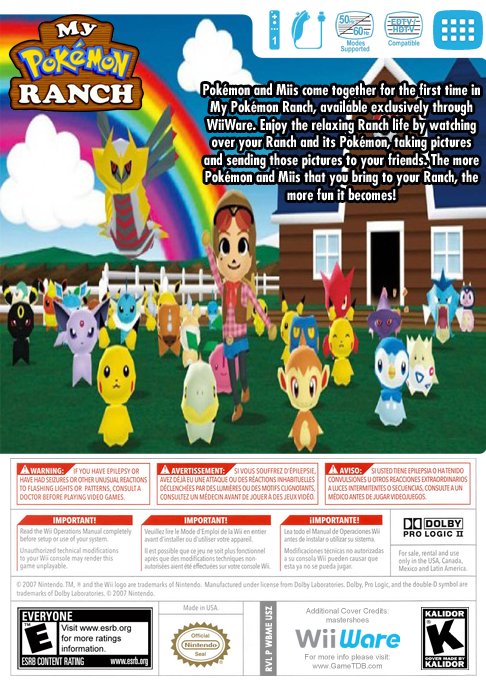 My
Pokémon
RANCH
1
50Hz
60Hz
Modes
Supported
EDTV/
HDTV
Compatible
Pokémon and Miis come together for the first time in
My Pokémon Ranch, available exclusively through
WiiWare. Enjoy the relaxing Ranch life by watching
over your Ranch and its Pokémon, taking pictures
and sending those pictures to your friends. The more
Pokémon and Miis that you bring to your Ranch, the
more fun it becomes!
WARNING: IF YOU HAVE EPILEPSY OR
HAVE HAD SEIZURES OR OTHER UNUSUAL REACTIONS
TO FLASHING LIGHTS OR PATTERNS, CONSULT A
DOCTOR BEFORE PLAYING VIDEO GAMES.
AVERTISSEMENT: SI VOUS SOUFFREZ D'ÉPILEPSIE,
AVEZ DÉJÀ EU UNE ATTAQUE OU DES RÉACTIONS INHABITUELLES
DÉCLENCHÉES PAR DES LUMIÈRES OU DES MOTIFS CLIGNOTANTS,
CONSULTEZ UN MÉDECIN AVANT DE JOUER À DES JEUX VIDÉO.
AVISO: SI USTED TIENE EPILEPSIA O HA TENIDO
CONVULSIONES U OTROS REACCIONES EXTRAORDINARIOS
A LUCES INTERMITENTES O SECUENCIAS, CONSULTE A UN
MÉDICO ANTES DE JUGAR VIDEOJUEGOS.
IMPORTANT!
Read the Wii Operations Manual completely
before setup or use of your system.
Unauthorized technical modifications
to your Wii console may render this
game unplayable.
IMPORTANT!
Veuillez lire le Mode d'Emploi de la Wii en entier
avant d'installer ou d'utiliser votre appareil.
Il est possible que ce jeu ne soit plus fonctionnel
après que des modifications techniques non-
autorisées aient été effectuées sur votre console Wii.
¡IMPORTANTE!
Lea todo el Manual de Operaciones Wii
antes de instalar o utilizar su sistema.
Modificaciones técnicas no autorizadas
a su consola Wii pueden causar que
esta ya no se pueda jugar.
DOLBY
PRO LOGIC II
For sale, rental and use
only in the USA, Canada,
Mexico and Latin America.
© 2007 Nintendo. TM, ® and the Wii logo are trademarks of Nintendo. Manufactured under license from Dolby Laboratories. Dolby, Pro Logic, and the double-D symbol are
trademarks of Dolby Laboratories. © 2007 Nintendo.
EVERYONE
E
Visit www.esrb.org
for more ratings
information.
ESRB CONTENT RATING www.esrb.org
Made in USA
Official
Nintendo
Seal
RVL P WBME USZ
Additional Cover Credits:
mastershoes
WiiWare
For more info please visit:
www.GameTDB.com
KALIDOR
K
COVER MADE BY
KALIDOR